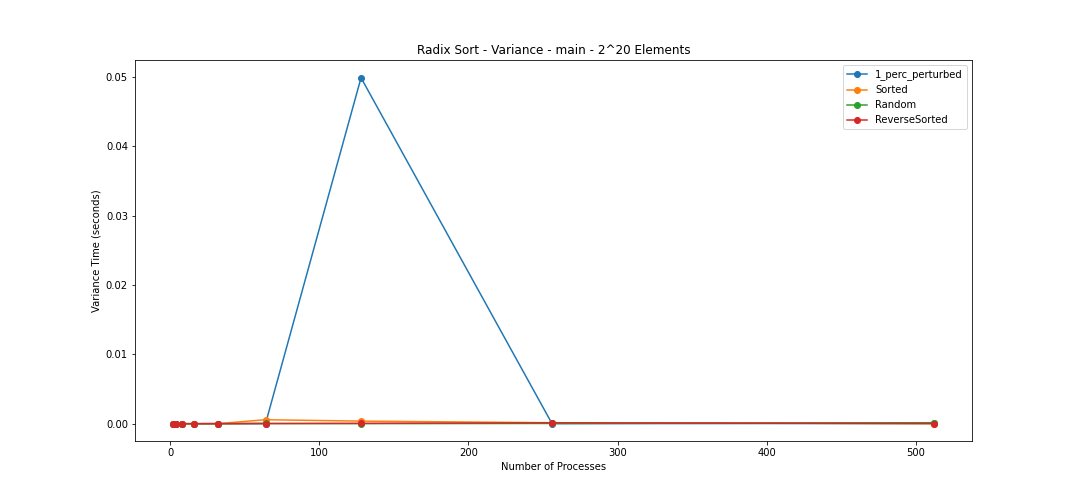 Radix Sort - Variance - main - 2^20 Elements
1_perc_perturbed
Sorted
Random
ReverseSorted
Variance Time (seconds)
0.05
0.04
0.03
0.02
0.01
0.00
0 100 200 300 400 500
Number of Processes